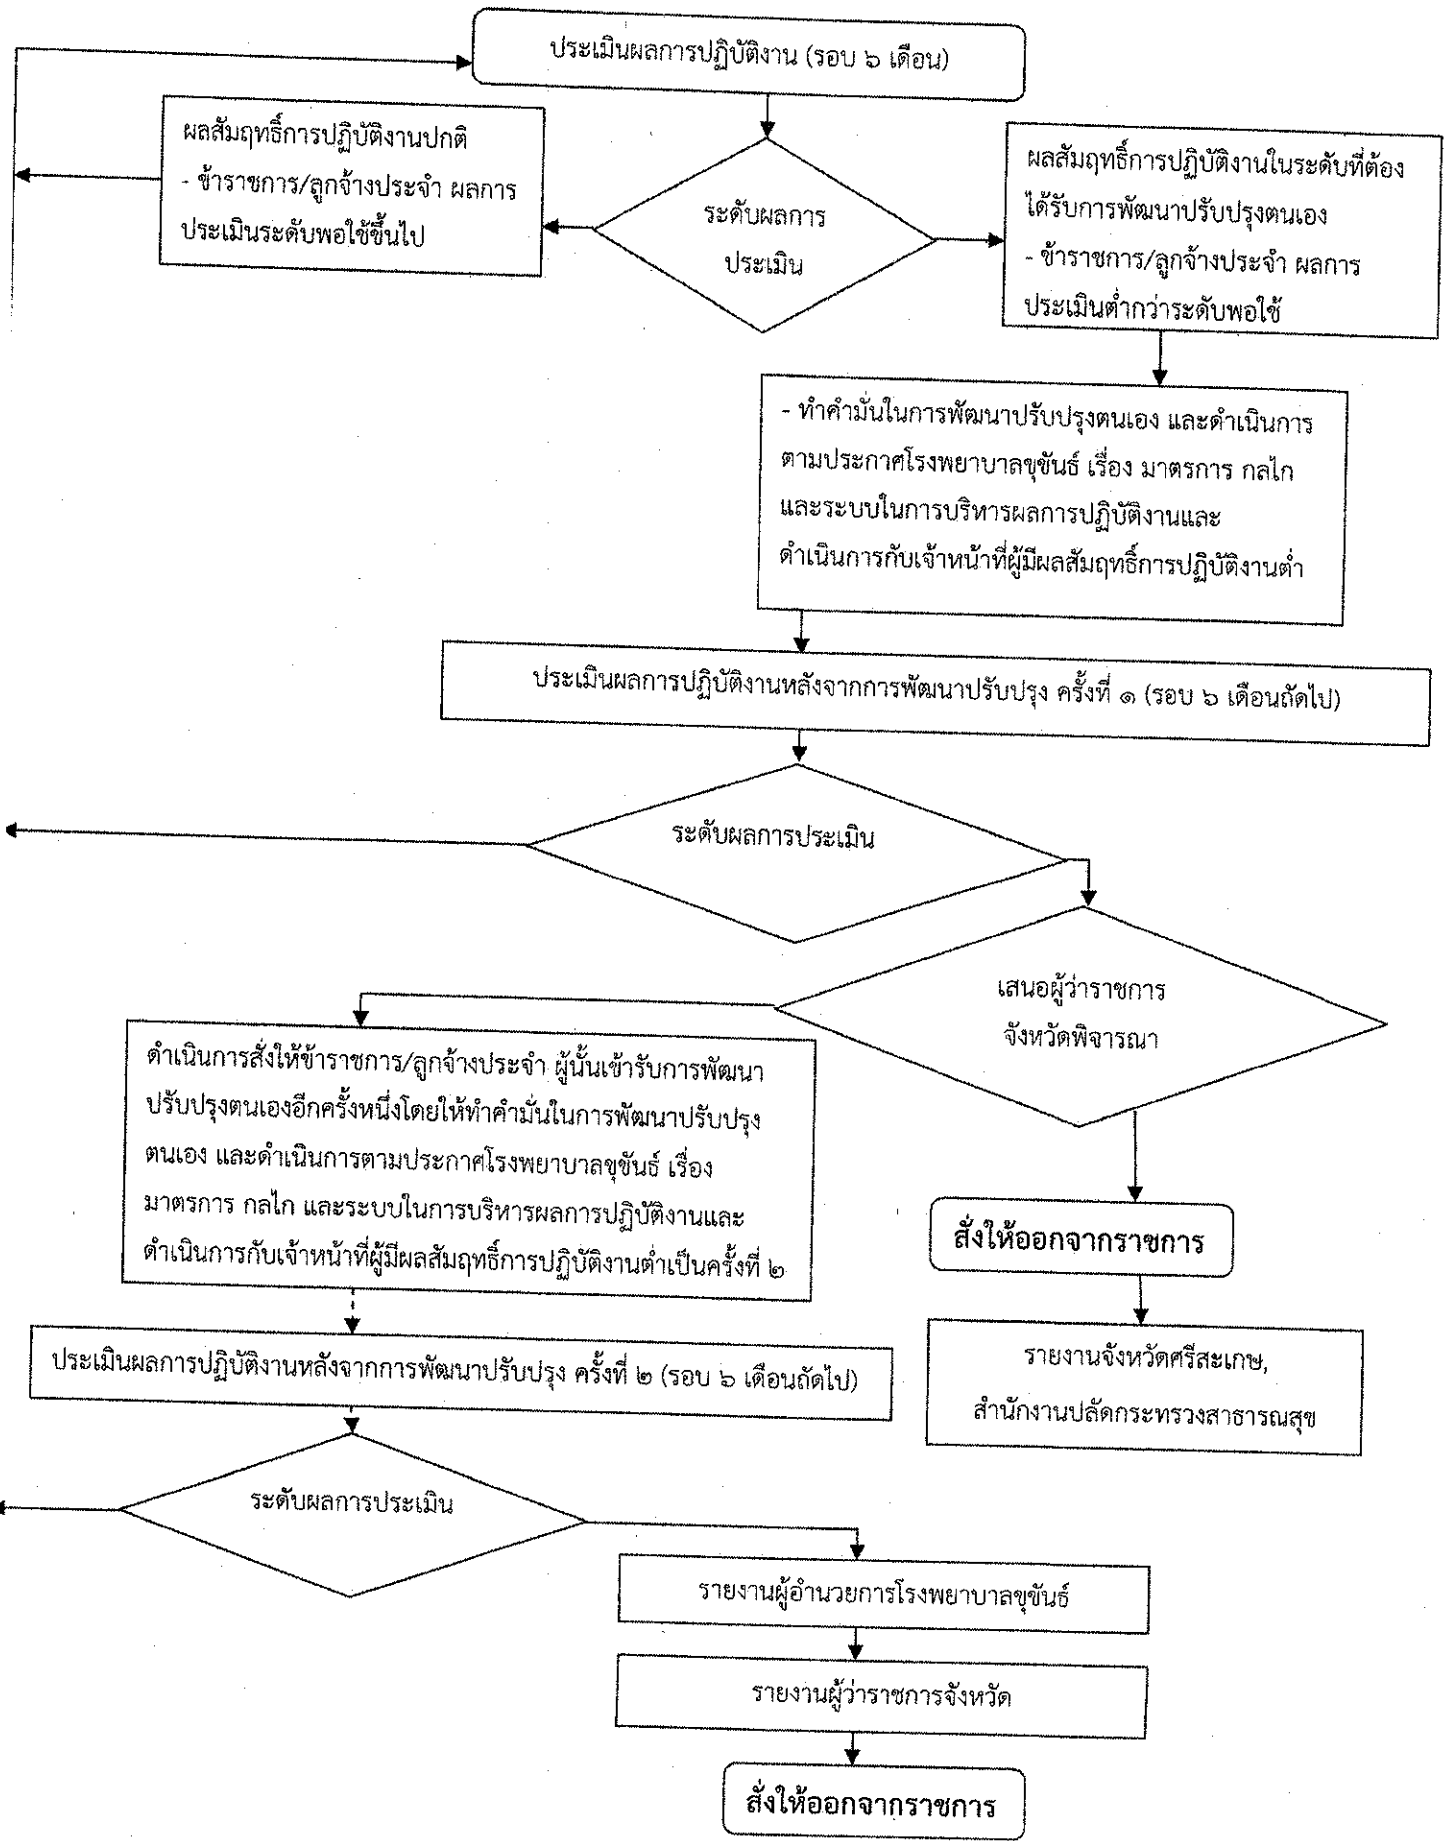 ประเมินผลการปฏิบัติงาน (รอบ ๖ เดือน)
ผลสัมฤทธิ์การปฏิบัติงานปกติ
- ข้าราชการ/ลูกจ้างประจำ ผลการ
ประเมินระดับพอใช้ขึ้นไป
ระดับผลการ
ประเมิน
ผลสัมฤทธิ์การปฏิบัติงานในระดับที่ต้อง
ได้รับการพัฒนาปรับปรุงตนเอง
- ข้าราชการ/ลูกจ้างประจำ ผลการ
ประเมินต่ำกว่าระดับพอใช้
- ทำคำมั่นในการพัฒนาปรับปรุงตนเอง และดำเนินการ
ตามประกาศโรงพยาบาลขุขันธ์ เรื่อง มาตรการ กลไก
และระบบในการบริหารผลการปฏิบัติงานและ
ดำเนินการกับเจ้าหน้าที่ผู้มีผลสัมฤทธิ์การปฏิบัติงานต่ำ
ประเมินผลการปฏิบัติงานหลังจากการพัฒนาปรับปรุง ครั้งที่ ๑ (รอบ ๖ เดือนถัดไป)
ระดับผลการประเมิน
เสนอผู้ว่าราชการ
จังหวัดพิจารณา
ดำเนินการสั่งให้ข้าราชการ/ลูกจ้างประจำ ผู้นั้นเข้ารับการพัฒนา
ปรับปรุงตนเองอีกครั้งหนึ่งโดยให้ทำคำมั่นในการพัฒนาปรับปรุง
ตนเอง และดำเนินการตามประกาศโรงพยาบาลขุขันธ์ เรื่อง
มาตรการ กลไก และระบบในการบริหารผลการปฏิบัติงานและ
ดำเนินการกับเจ้าหน้าที่ผู้มีผลสัมฤทธิ์การปฏิบัติงานต่ำเป็นครั้งที่ ๒
สั่งให้ออกจากราชการ
รายงานจังหวัดศรีสะเกษ,
สำนักงานปลัดกระทรวงสาธารณสุข
ประเมินผลการปฏิบัติงานหลังจากการพัฒนาปรับปรุง ครั้งที่ ๒ (รอบ ๖ เดือนถัดไป)
ระดับผลการประเมิน
รายงานผู้อำนวยการโรงพยาบาลขุขันธ์
รายงานผู้ว่าราชการจังหวัด
สั่งให้ออกจากราชการ